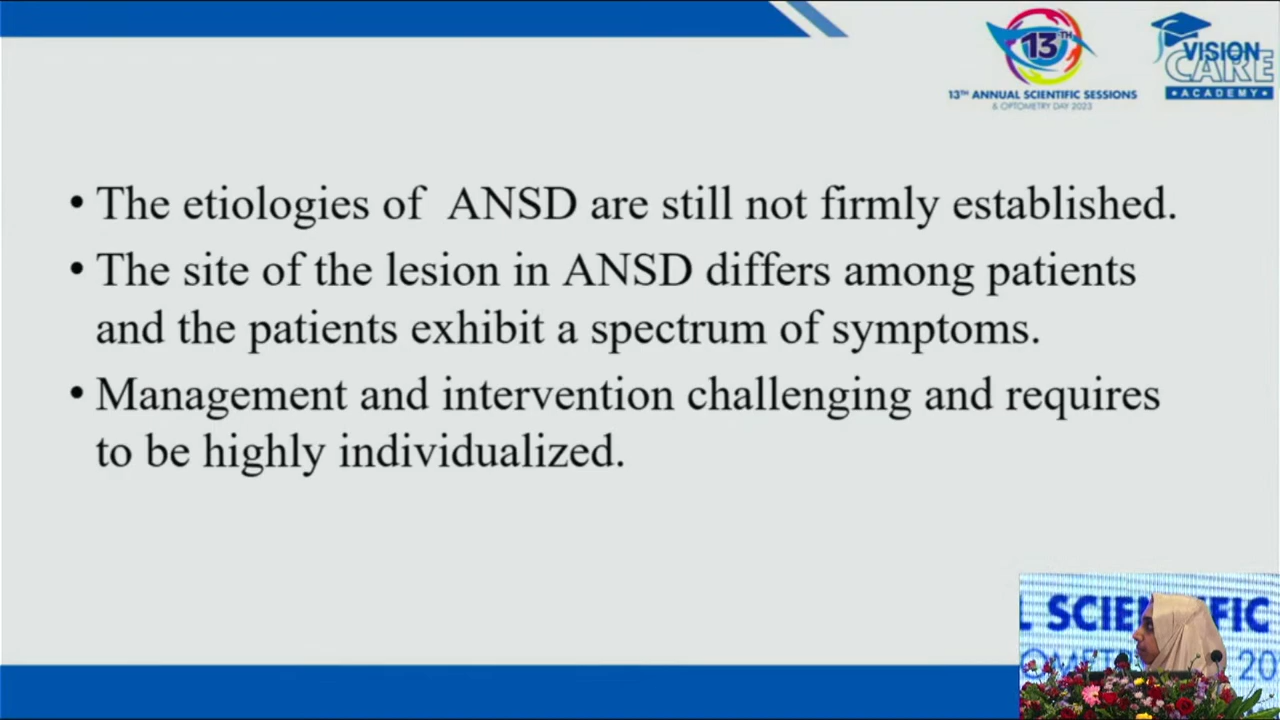 13TH
13TH ANNUAL SCIENTIFIC SESSIONS
& OPTOMETRY DAY 2023
VISION
CARE
•ACADEMY•
• The etiologies of ANSD are still not firmly established.
• The site of the lesion in ANSD differs among patients
and the patients exhibit a spectrum of symptoms.
• Management and intervention challenging and requires
to be highly individualized.